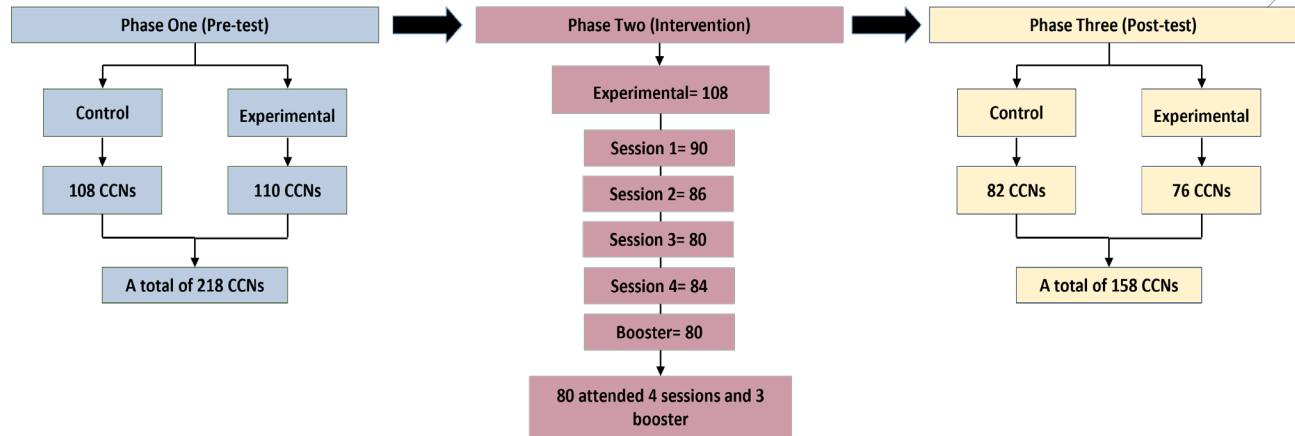 Phase One (Pre-test)
Control
Experimental
108 CCNs
110 CCNs
A total of 218 CCNs
Phase Two (Intervention)
Experimental= 108
Session 1= 90
Session 2= 86
Session 3= 80
Session 4= 84
Booster= 80
80 attended 4 sessions and 3
booster
Phase Three (Post-test)
Control
Experimental
82 CCNs
76 CCNs
A total of 158 CCNs